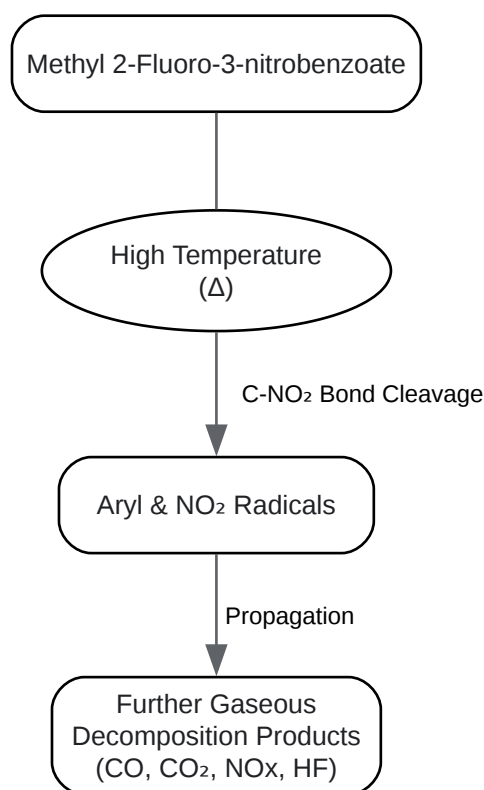 Methyl 2-Fluoro-3-nitrobenzoate
High Temperature
(Δ)
C-NO₂ Bond Cleavage
Aryl & NO₂ Radicals
Propagation
Further Gaseous
Decomposition Products
(CO, CO₂, NOx, HF)